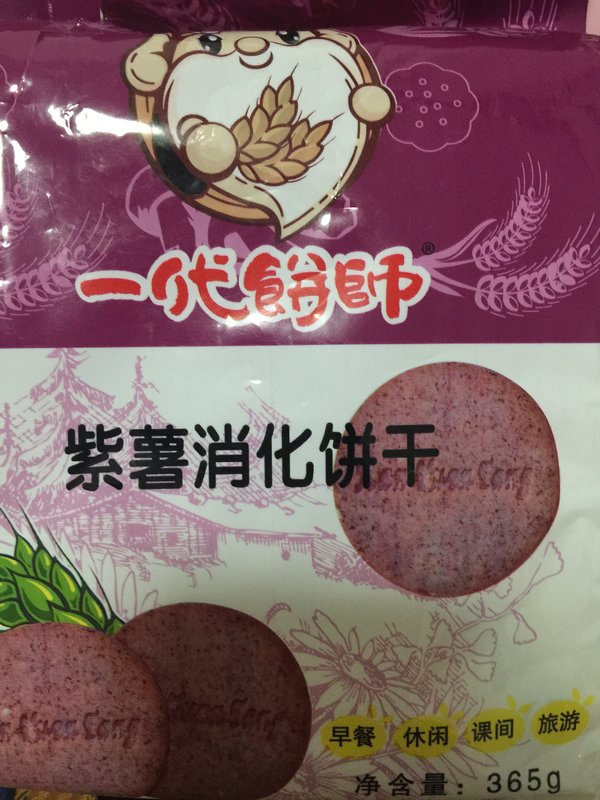 一代餅師®
紫薯消化饼干
早餐 休闲 课间 旅游
净含量：365g